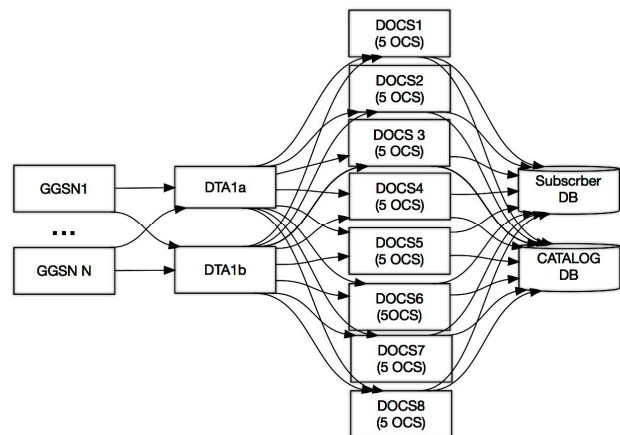 DOCS1
(5 OCS)
DOCS2
(5 OCS)
DOCS 3
(5 OCS)
GGSN1
DTA1a
DOCS4
(5 OCS)
Subscrber
DB
...
GGSN N
DTA1b
DOCS5
(5 OCS)
CATALOG
DB
DOCS6
(5OCS)
DOCS7
(5 OCS)
DOCS8
(5 OCS)